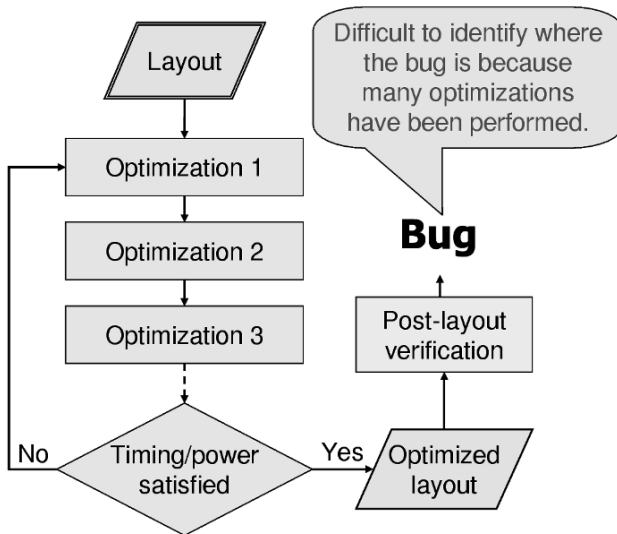 Layout
Optimization 1
Optimization 2
Optimization 3
Timing/power
satisfied
No
Yes
Optimized
layout
Post-layout
verification
Bug
Difficult to identify where
the bug is because
many optimizations
have been performed.